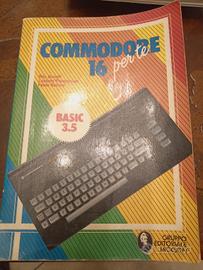 COMMODORE
16
per te
BASIC
3.5
GRUPPO
EDITORIALE
JACKSON